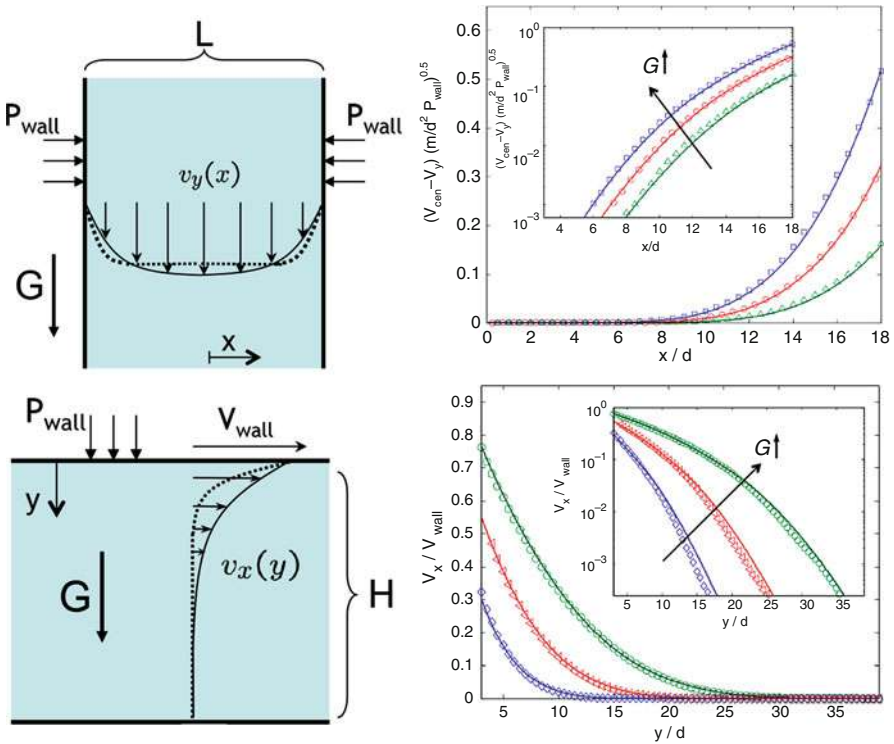 L
P_wall
P_wall
v_y(x)
G
x
(V_cen–V_y) (m/d² P_wall)^0.5
0.6
0.5
0.4
0.3
0.2
0.1
0
0 2 4 6 8 10 12 14 16 18
x / d
(V_cen–V_y) (m/d² P_wall)^0.5
10^0
10^–1
10^–2
10^–3
4 6 8 10 12 14 16 18
x/d
G↑
P_wall
V_wall
y
G
v_x(y)
H
V_x / V_wall
0.9
0.8
0.7
0.6
0.5
0.4
0.3
0.2
0.1
0
5 10 15 20 25 30 35
y / d
V_x / V_wall
10^0
10^–1
10^–2
10^–3
5 10 15 20 25 30 35
y / d
G↑